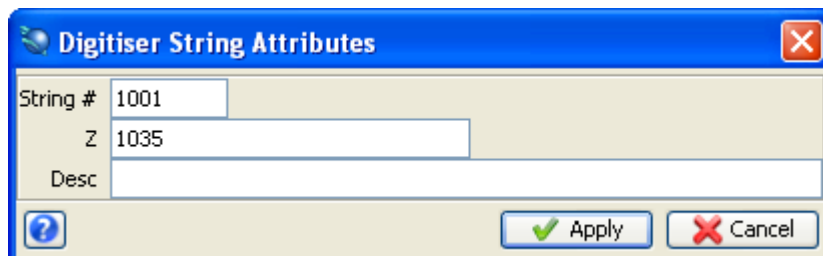 Digitiser String Attributes
String # 1001
Z 1035
Desc
? Apply Cancel